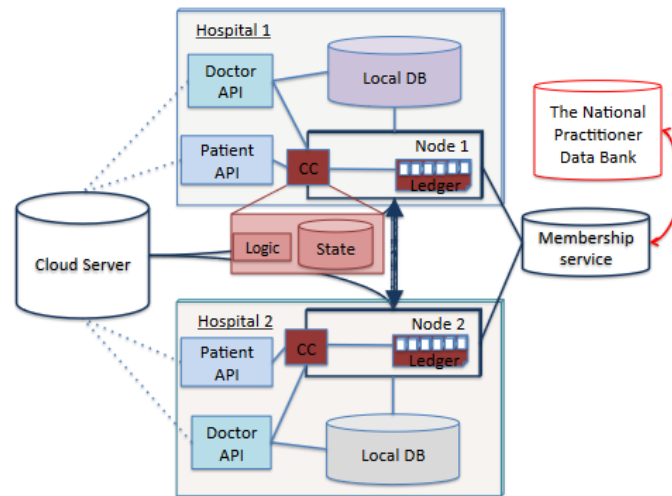 Hospital 1
Doctor
API
Local DB
Patient
API
CC
Node 1
Ledger
The National
Practitioner
Data Bank
Cloud Server
Logic
State
Membership
service
Hospital 2
Patient
API
CC
Node 2
Ledger
Doctor
API
Local DB